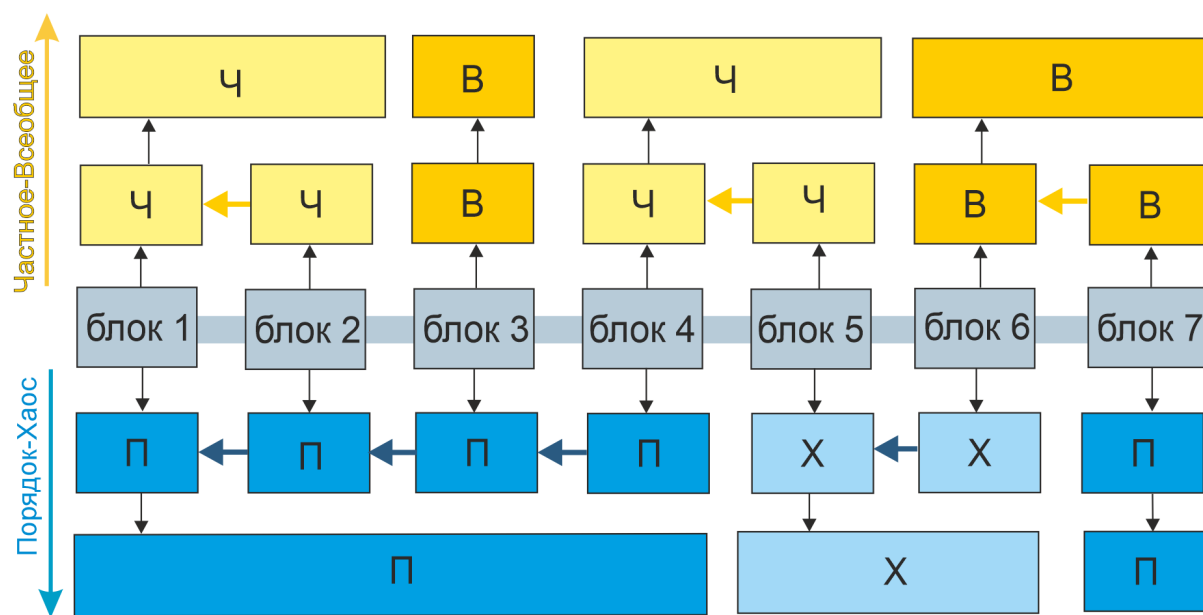 Частное-Всеобщее
Ч В Ч В
Ч Ч В Ч Ч В В
блок 1 блок 2 блок 3 блок 4 блок 5 блок 6 блок 7
Порядок-Хаос
П П П П Х Х П
П Х П